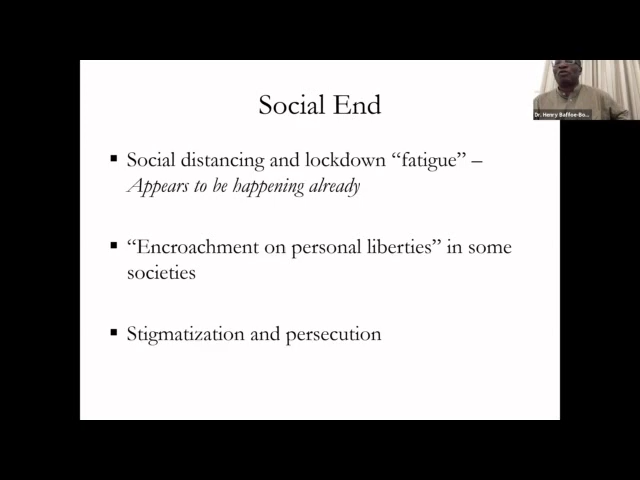 Social End
▪ Social distancing and lockdown “fatigue” –
Appears to be happening already
▪ “Encroachment on personal liberties” in some
societies
▪ Stigmatization and persecution
Dr. Henry Baffoe-Bo...